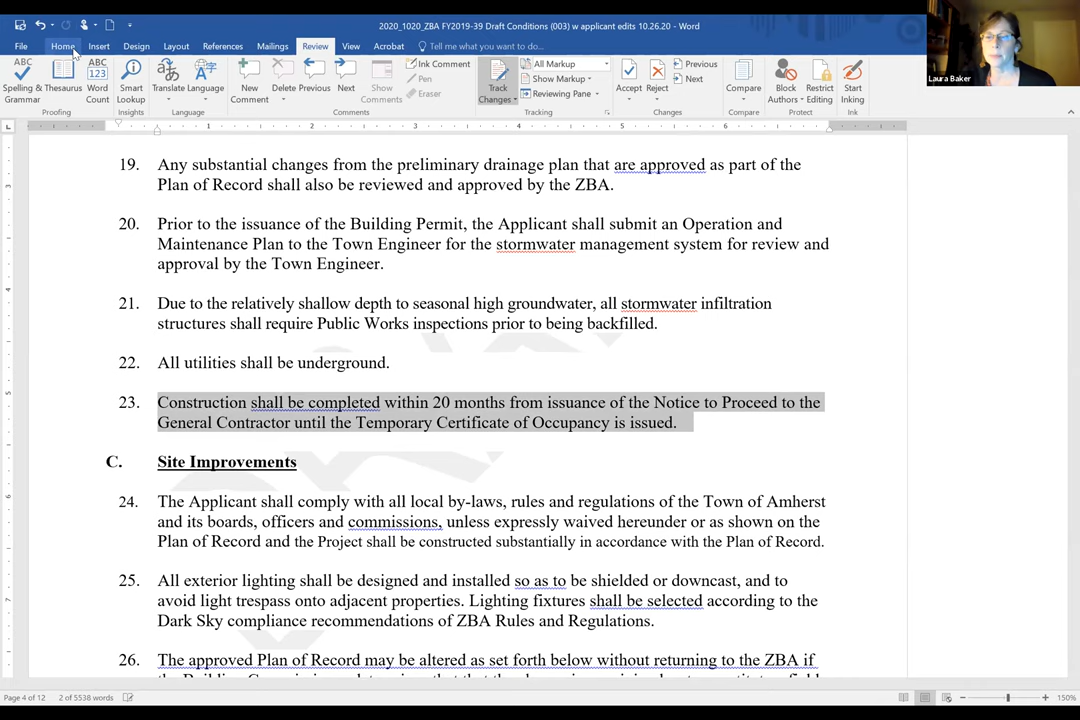 2020_1020_ZBA FY2019-39 Draft Conditions (003) w applicant edits 10.26.20 - Word
File Home Insert Design Layout References Mailings Review View Acrobat Tell me what you want to do...
ABC Spelling & Grammar
Thesaurus
ABC 123 Word Count
Proofing
Smart Lookup
Insights
Translate
Language
Language
New Comment
Delete
Previous
Next
Show Comments
Comments
Ink Comment
Pen
Eraser
Track Changes
All Markup
Show Markup
Reviewing Pane
Tracking
Accept
Reject
Previous
Next
Changes
Compare
Compare
Block Authors
Restrict Editing
Protect
Start Inking
Ink
Laura Baker
1 2 3 4 5 6
19. Any substantial changes from the preliminary drainage plan that are approved as part of the
Plan of Record shall also be reviewed and approved by the ZBA.
20. Prior to the issuance of the Building Permit, the Applicant shall submit an Operation and
Maintenance Plan to the Town Engineer for the stormwater management system for review and
approval by the Town Engineer.
21. Due to the relatively shallow depth to seasonal high groundwater, all stormwater infiltration
structures shall require Public Works inspections prior to being backfilled.
22. All utilities shall be underground.
23. Construction shall be completed within 20 months from issuance of the Notice to Proceed to the
General Contractor until the Temporary Certificate of Occupancy is issued.
C. Site Improvements
24. The Applicant shall comply with all local by-laws, rules and regulations of the Town of Amherst
and its boards, officers and commissions, unless expressly waived hereunder or as shown on the
Plan of Record and the Project shall be constructed substantially in accordance with the Plan of Record.
25. All exterior lighting shall be designed and installed so as to be shielded or downcast, and to
avoid light trespass onto adjacent properties. Lighting fixtures shall be selected according to the
Dark Sky compliance recommendations of ZBA Rules and Regulations.
26. The approved Plan of Record may be altered as set forth below without returning to the ZBA if
Page 4 of 12 2 of 5538 words
150%